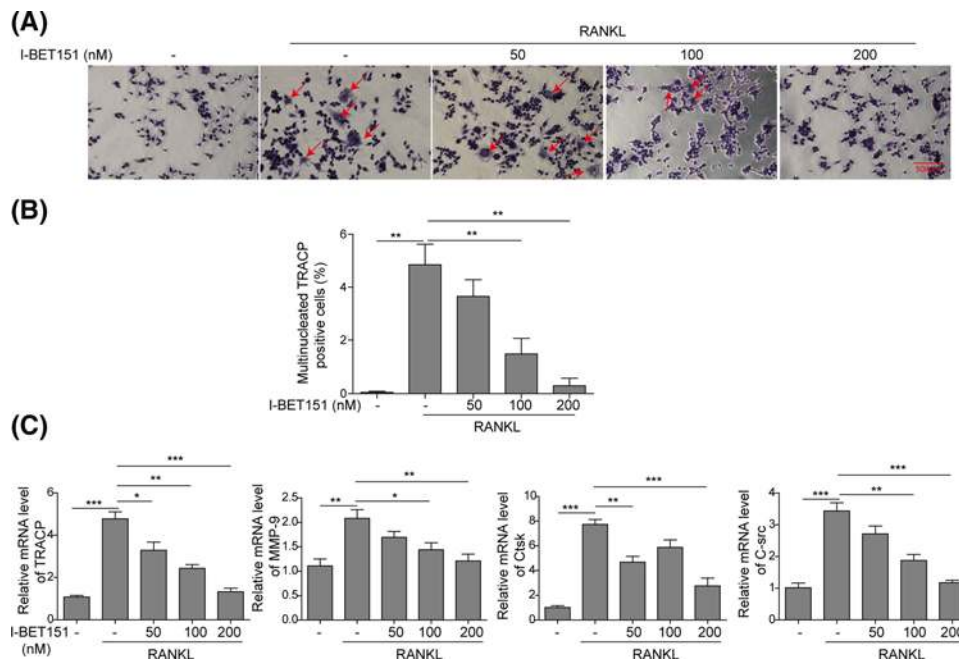 (A)
RANKL
I-BET151 (nM) - - 50 100 200
(B)
** 
** **
Multinucleated TRACP
positive cells (%)
6
4
2
0
I-BET151 (nM) - - 50 100 200
RANKL
(C)
***
**
*** *
Relative mRNA level
of TRACP
6
4
2
0
I-BET151 (nM) - - 50 100 200
RANKL
**
** *
Relative mRNA level
of MMP-9
2.5
2.0
1.5
1.0
0.5
0.0
- - 50 100 200
RANKL
***
*** **
Relative mRNA level
of Ctsk
10
8
6
4
2
0
- - 50 100 200
RANKL
***
*** **
Relative mRNA level
of C-src
4
3
2
1
0
- - 50 100 200
RANKL